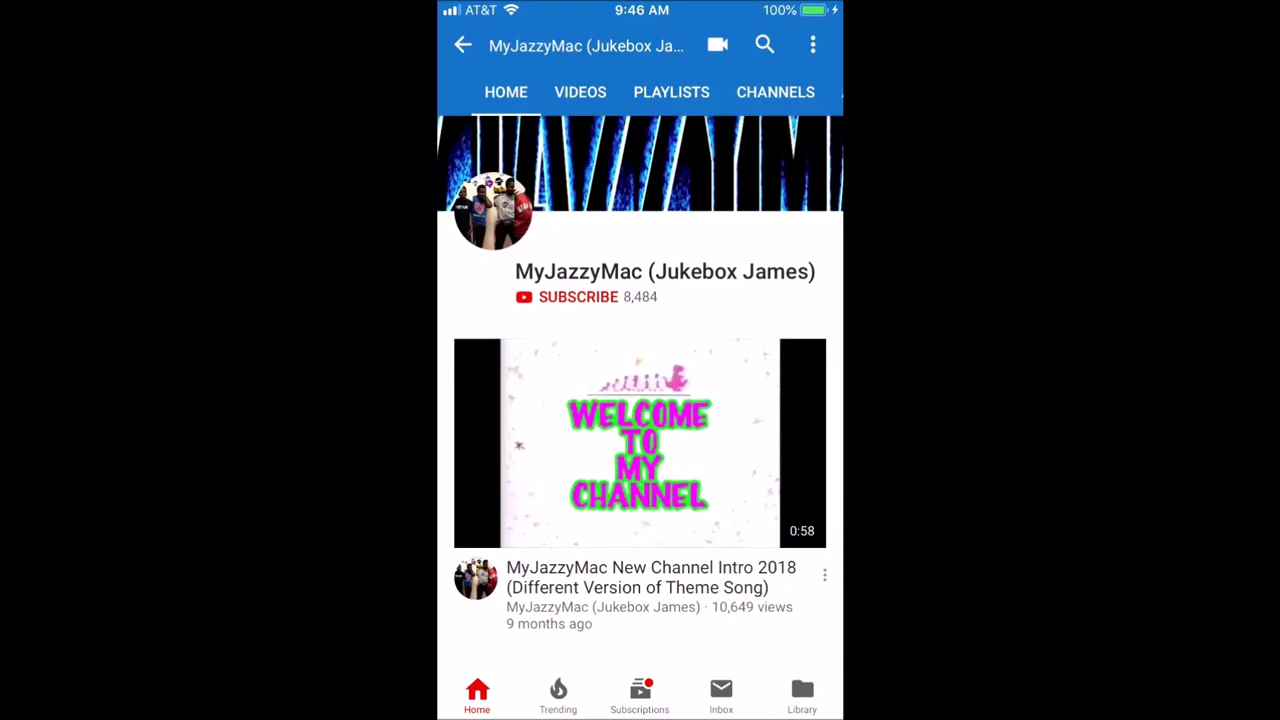 AT&T 9:46 AM 100%
MyJazzyMac (Jukebox Ja...
HOME VIDEOS PLAYLISTS CHANNELS
MyJazzyMac (Jukebox James)
SUBSCRIBE 8,484
WELCOME
TO
MY
CHANNEL
0:58
MyJazzyMac New Channel Intro 2018
(Different Version of Theme Song)
MyJazzyMac (Jukebox James) · 10,649 views
9 months ago
Home Trending Subscriptions Inbox Library